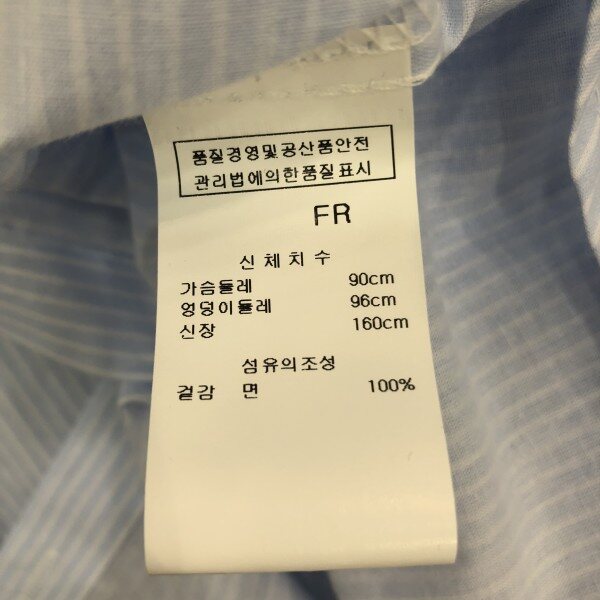 품질경영및공산품안전
관리법에의한품질표시
FR
신체치수
가슴둘레 90cm
엉덩이둘레 96cm
신장 160cm
섬유의조성
겉감 면 100%